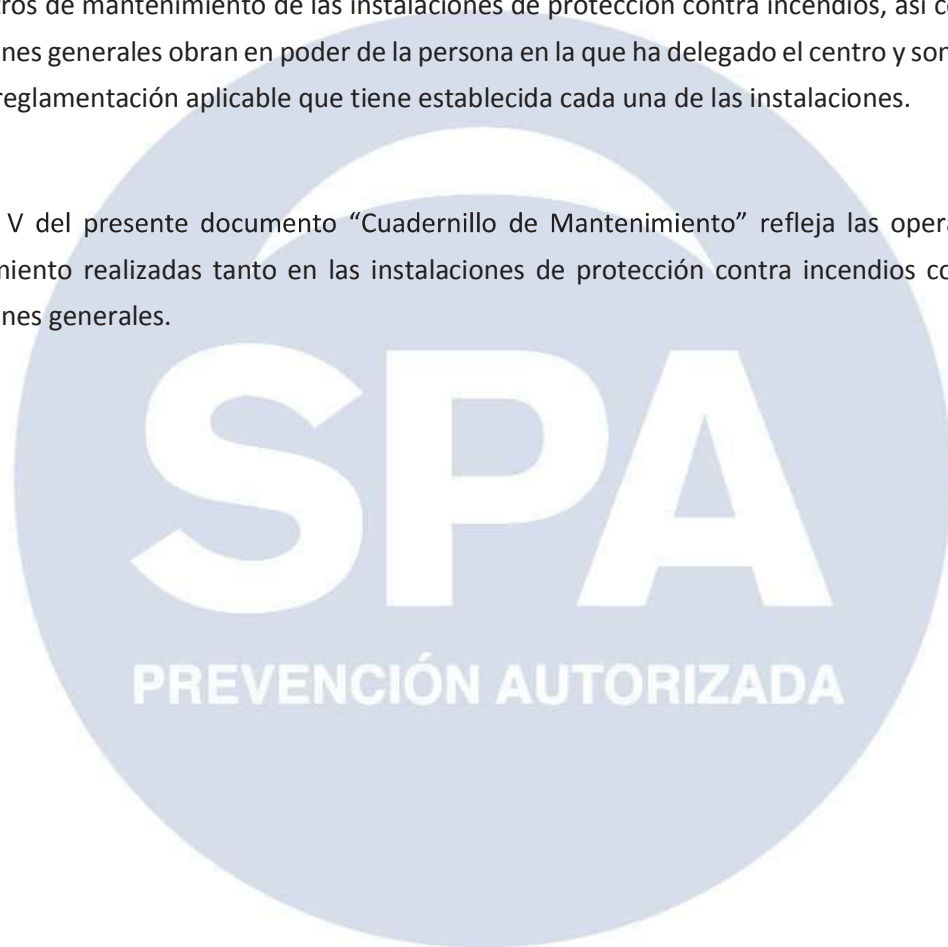 tros de mantenimiento de las instalaciones de protección contra incendios, así co
nes generales obran en poder de la persona en la que ha delegado el centro y son
reglamentación aplicable que tiene establecida cada una de las instalaciones.
V del presente documento “Cuadernillo de Mantenimiento” refleja las opera
miento realizadas tanto en las instalaciones de protección contra incendios co
nes generales.
SPA
PREVENCIÓN AUTORIZADA